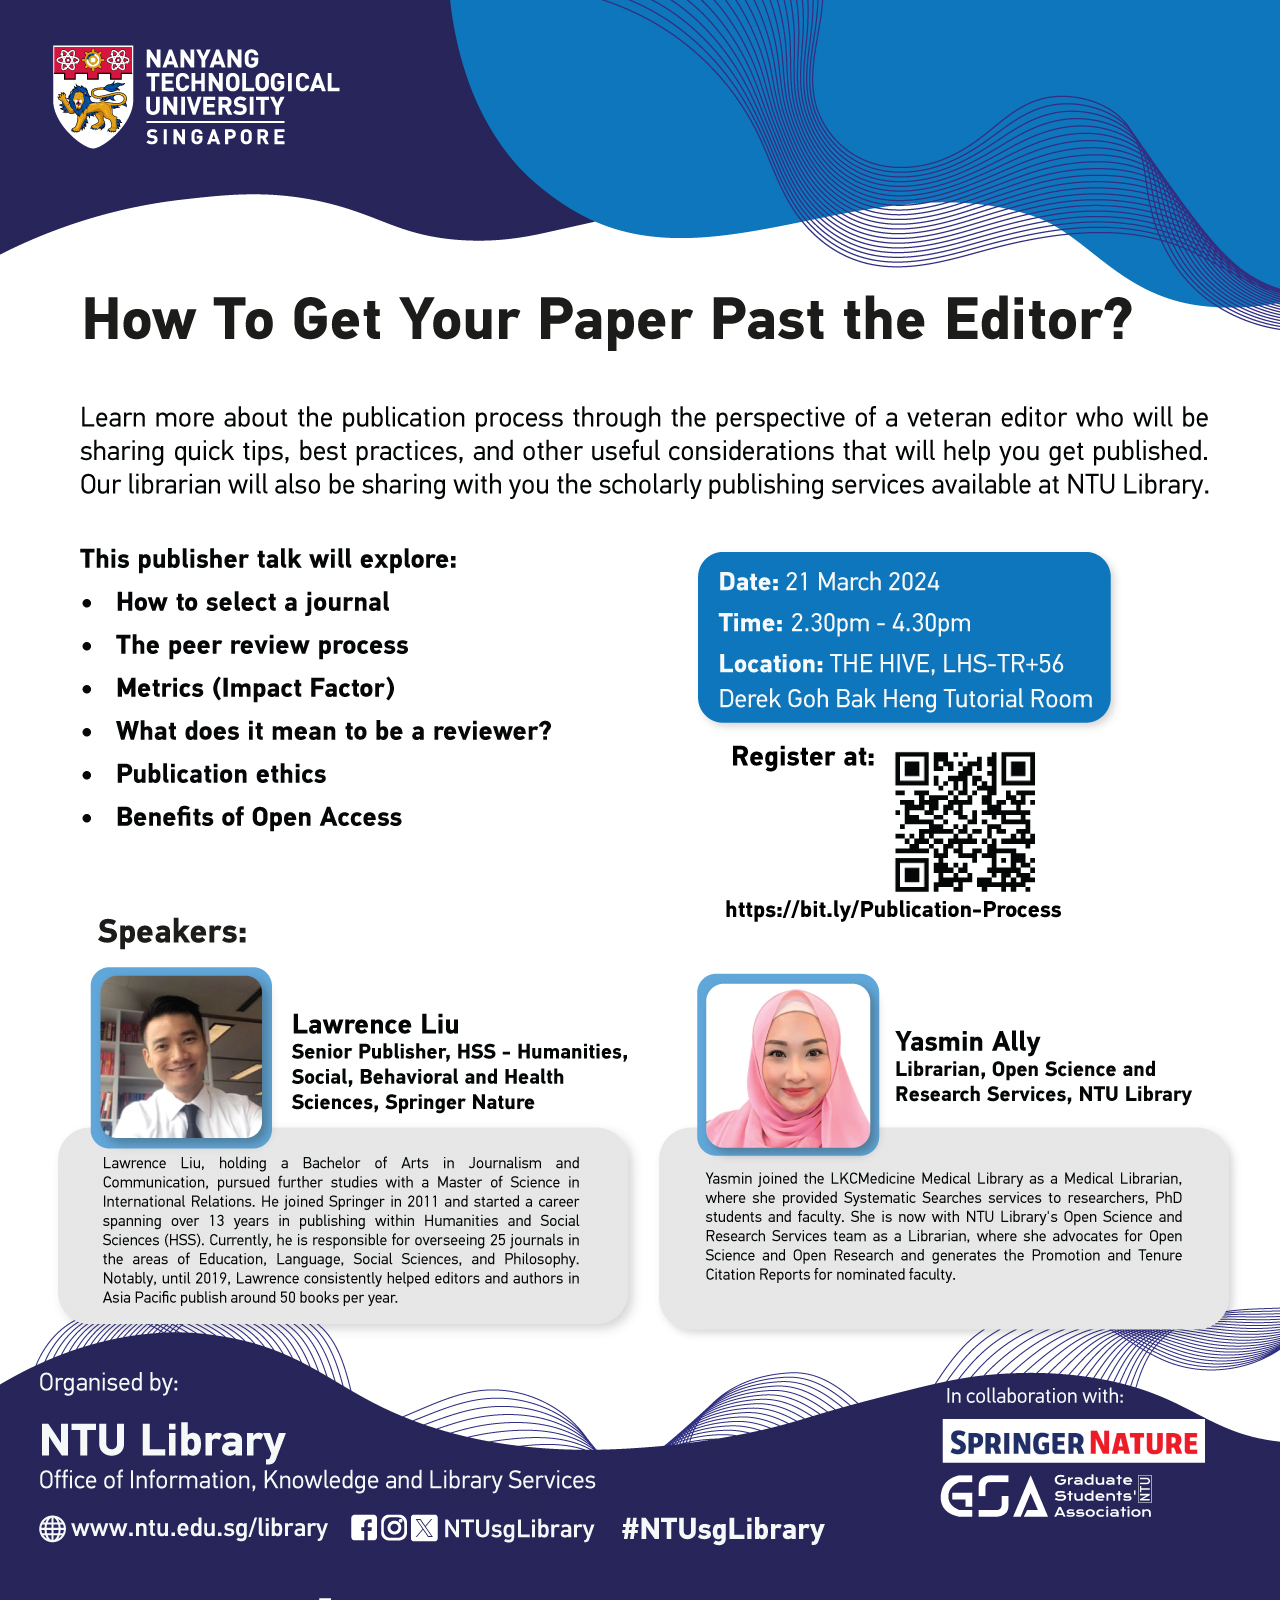 NANYANG
TECHNOLOGICAL
UNIVERSITY
SINGAPORE
How To Get Your Paper Past the Editor?
Learn more about the publication process through the perspective of a veteran editor who will be
sharing quick tips, best practices, and other useful considerations that will help you get published.
Our librarian will also be sharing with you the scholarly publishing services available at NTU Library.
This publisher talk will explore:
• How to select a journal
• The peer review process
• Metrics (Impact Factor)
• What does it mean to be a reviewer?
• Publication ethics
• Benefits of Open Access
Date: 21 March 2024
Time: 2.30pm - 4.30pm
Location: THE HIVE, LHS-TR+56
Derek Goh Bak Heng Tutorial Room
Register at:
https://bit.ly/Publication-Process
Speakers:
Lawrence Liu
Senior Publisher, HSS - Humanities,
Social, Behavioral and Health
Sciences, Springer Nature
Lawrence Liu, holding a Bachelor of Arts in Journalism and
Communication, pursued further studies with a Master of Science in
International Relations. He joined Springer in 2011 and started a career
spanning over 13 years in publishing within Humanities and Social
Sciences (HSS). Currently, he is responsible for overseeing 25 journals in
the areas of Education, Language, Social Sciences, and Philosophy.
Notably, until 2019, Lawrence consistently helped editors and authors in
Asia Pacific publish around 50 books per year.
Yasmin Ally
Librarian, Open Science and
Research Services, NTU Library
Yasmin joined the LKCMedicine Medical Library as a Medical Librarian,
where she provided Systematic Searches services to researchers, PhD
students and faculty. She is now with NTU Library's Open Science and
Research Services team as a Librarian, where she advocates for Open
Science and Open Research and generates the Promotion and Tenure
Citation Reports for nominated faculty.
Organised by:
NTU Library
Office of Information, Knowledge and Library Services
www.ntu.edu.sg/library NTUsgLibrary #NTUsgLibrary
In collaboration with:
SPRINGER NATURE
GSA Graduate
Students'
Association
NTU